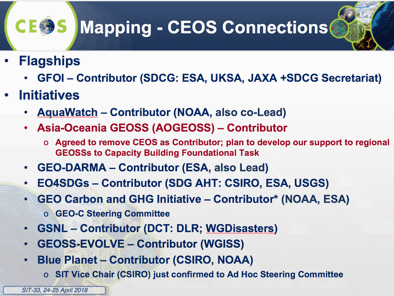 CEOS
Mapping - CEOS Connections
• Flagships
• GFOI – Contributor (SDCG: ESA, UKSA, JAXA +SDCG Secretariat)
• Initiatives
• AquaWatch – Contributor (NOAA, also co-Lead)
• Asia-Oceania GEOSS (AOGEOSS) – Contributor
o Agreed to remove CEOS as Contributor; plan to develop our support to regional
GEOSSs to Capacity Building Foundational Task
• GEO-DARMA – Contributor (ESA, also Lead)
• EO4SDGs – Contributor (SDG AHT: CSIRO, ESA, USGS)
• GEO Carbon and GHG Initiative – Contributor* (NOAA, ESA)
o GEO-C Steering Committee
• GSNL – Contributor (DCT: DLR; WGDisasters)
• GEOSS-EVOLVE – Contributor (WGISS)
• Blue Planet – Contributor (CSIRO, NOAA)
o SIT Vice Chair (CSIRO) just confirmed to Ad Hoc Steering Committee
SIT-33, 24-25 April 2018